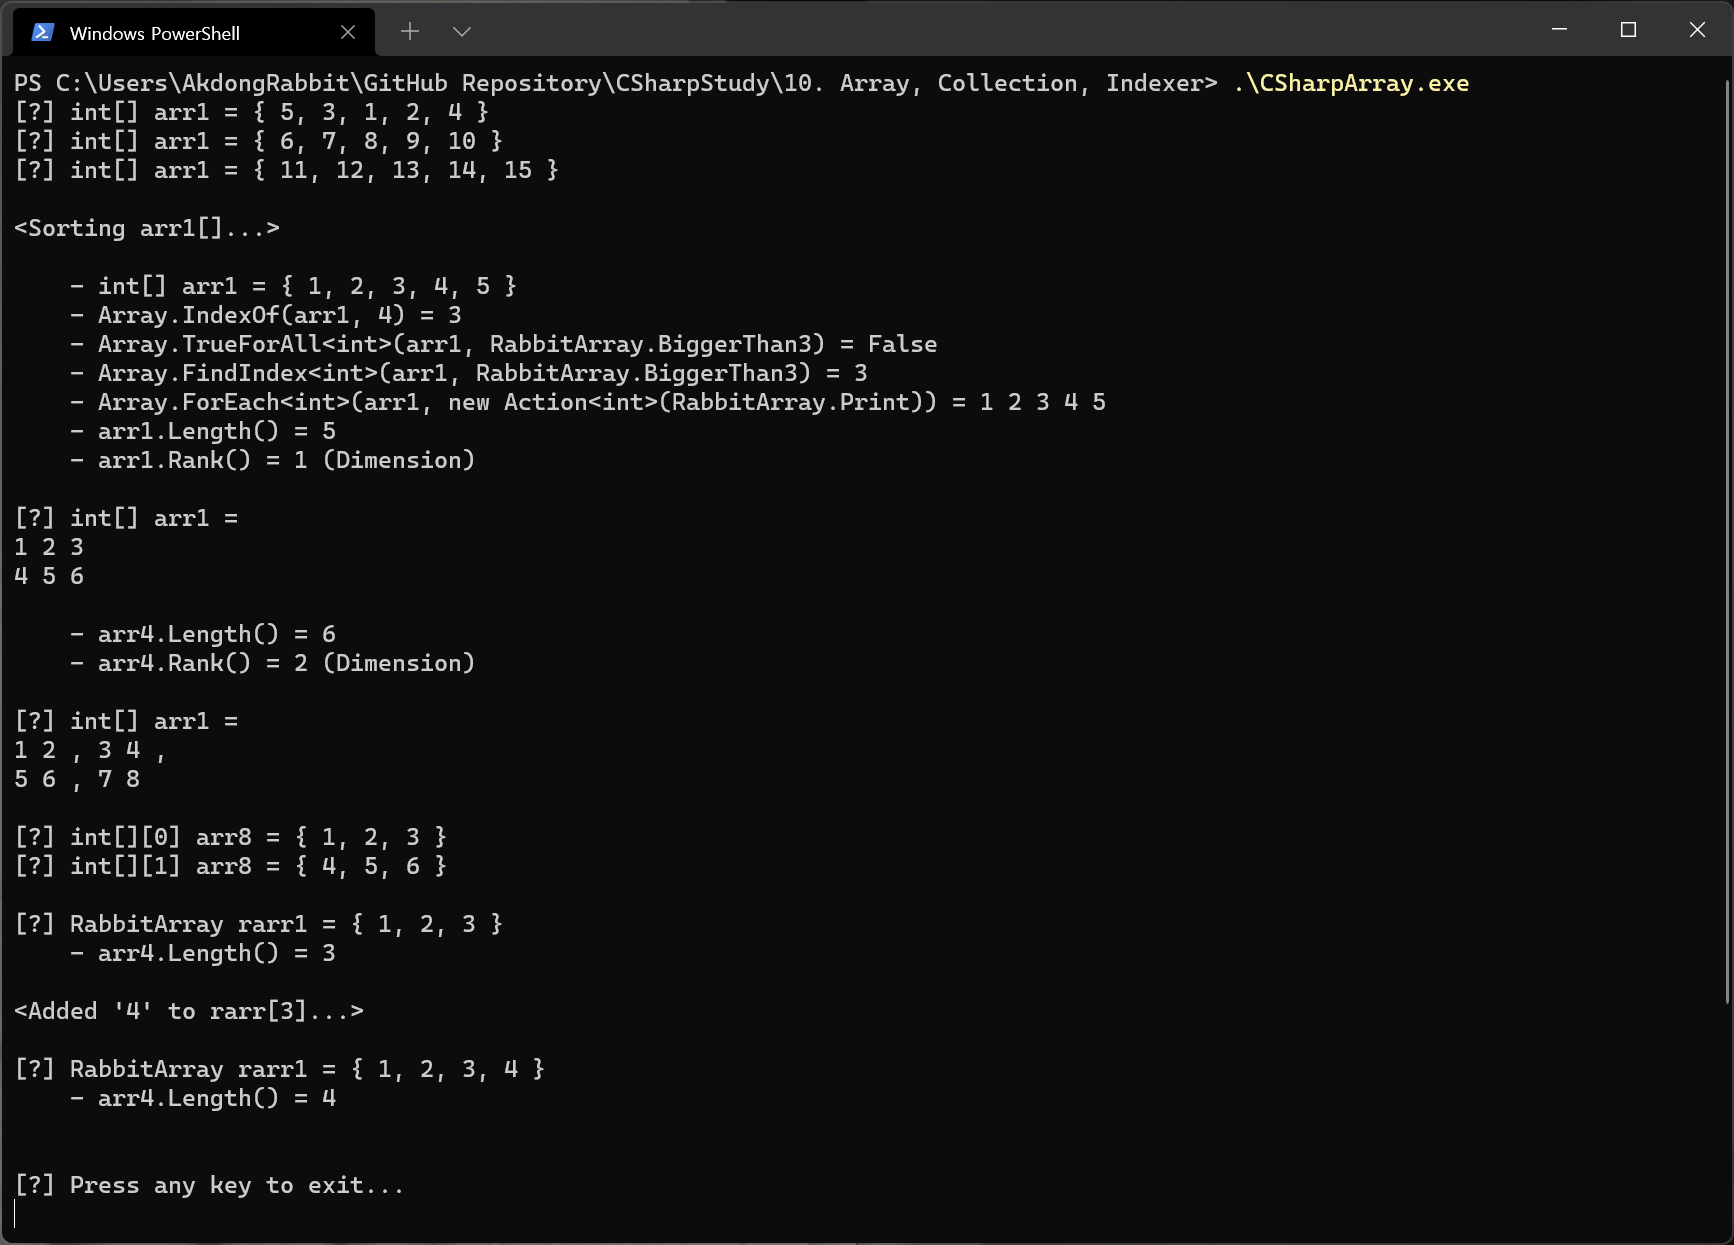 Windows PowerShell
PS C:\Users\AkdongRabbit\GitHub Repository\CSharpStudy\10. Array, Collection, Indexer> .\CSharpArray.exe
[?] int[] arr1 = { 5, 3, 1, 2, 4 }
[?] int[] arr1 = { 6, 7, 8, 9, 10 }
[?] int[] arr1 = { 11, 12, 13, 14, 15 }

<Sorting arr1[]...>

    - int[] arr1 = { 1, 2, 3, 4, 5 }
    - Array.IndexOf(arr1, 4) = 3
    - Array.TrueForAll<int>(arr1, RabbitArray.BiggerThan3) = False
    - Array.FindIndex<int>(arr1, RabbitArray.BiggerThan3) = 3
    - Array.ForEach<int>(arr1, new Action<int>(RabbitArray.Print)) = 1 2 3 4 5
    - arr1.Length() = 5
    - arr1.Rank() = 1 (Dimension)

[?] int[] arr1 =
1 2 3
4 5 6

    - arr4.Length() = 6
    - arr4.Rank() = 2 (Dimension)

[?] int[] arr1 =
1 2 , 3 4 ,
5 6 , 7 8

[?] int[][0] arr8 = { 1, 2, 3 }
[?] int[][1] arr8 = { 4, 5, 6 }

[?] RabbitArray rarr1 = { 1, 2, 3 }
    - arr4.Length() = 3

<Added '4' to rarr[3]...>

[?] RabbitArray rarr1 = { 1, 2, 3, 4 }
    - arr4.Length() = 4


[?] Press any key to exit...